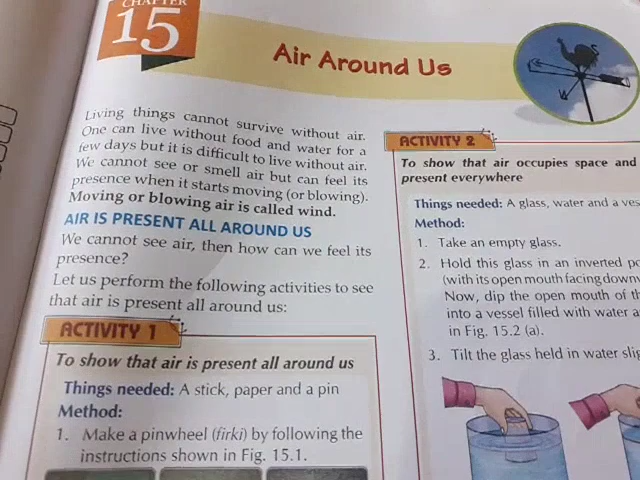 CHAPTER
15
Air Around Us
Living things cannot survive without air.
One can live without food and water for a
few days but it is difficult to live without air.
We cannot see or smell air but can feel its
presence when it starts moving (or blowing).
Moving or blowing air is called wind.
AIR IS PRESENT ALL AROUND US
We cannot see air, then how can we feel its
presence?
Let us perform the following activities to see
that air is present all around us:
ACTIVITY 1
To show that air is present all around us
Things needed: A stick, paper and a pin
Method:
1. Make a pinwheel (firki) by following the
instructions shown in Fig. 15.1.
ACTIVITY 2
To show that air occupies space and
present everywhere
Things needed: A glass, water and a
Method:
1. Take an empty glass.
2. Hold this glass in an inverted
(with its open mouth facing
Now, dip the open mouth of
into a vessel filled with water
in Fig. 15.2 (a).
3. Tilt the glass held in water